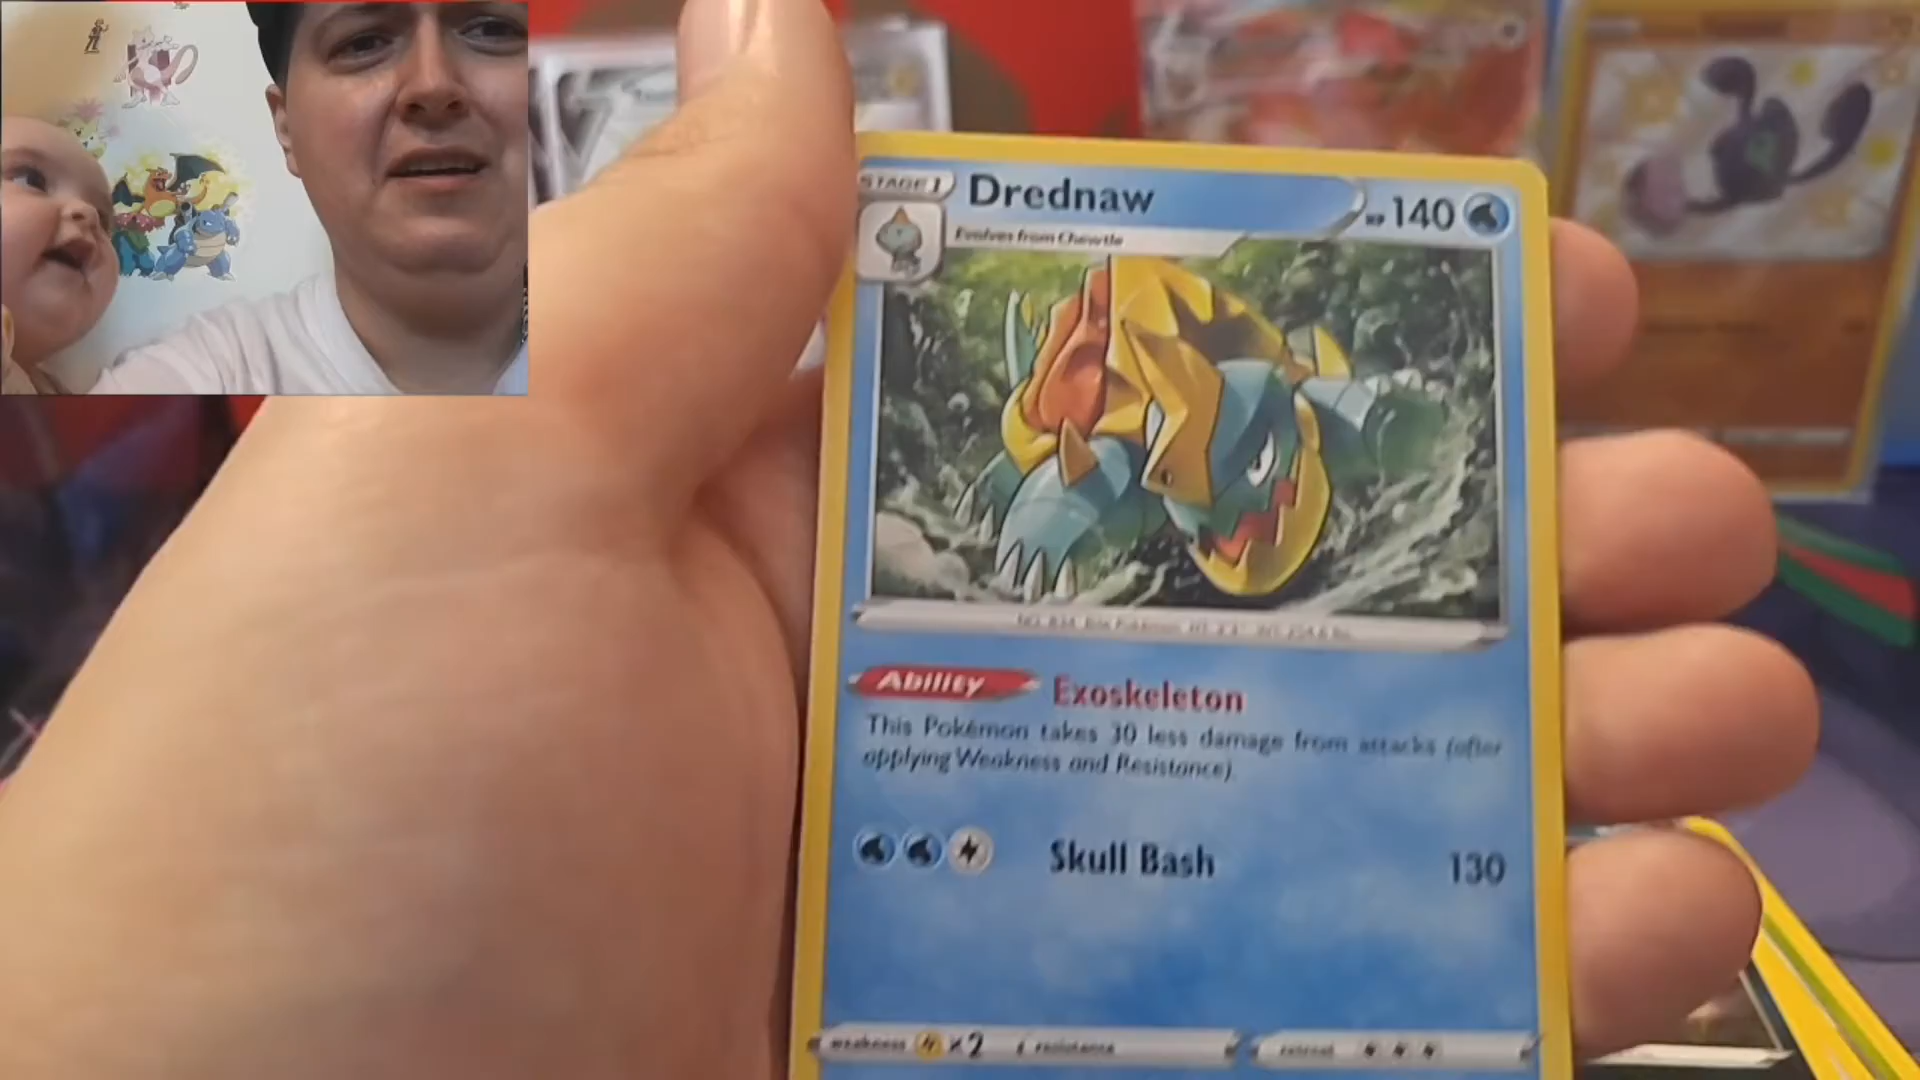 STAGE 1
Drednaw
HP 140
Evolves from Chewtle
Ability Exoskeleton
This Pokémon takes 30 less damage from attacks (after
applying Weakness and Resistance).
Skull Bash 130
weakness ×2 resistance retreat